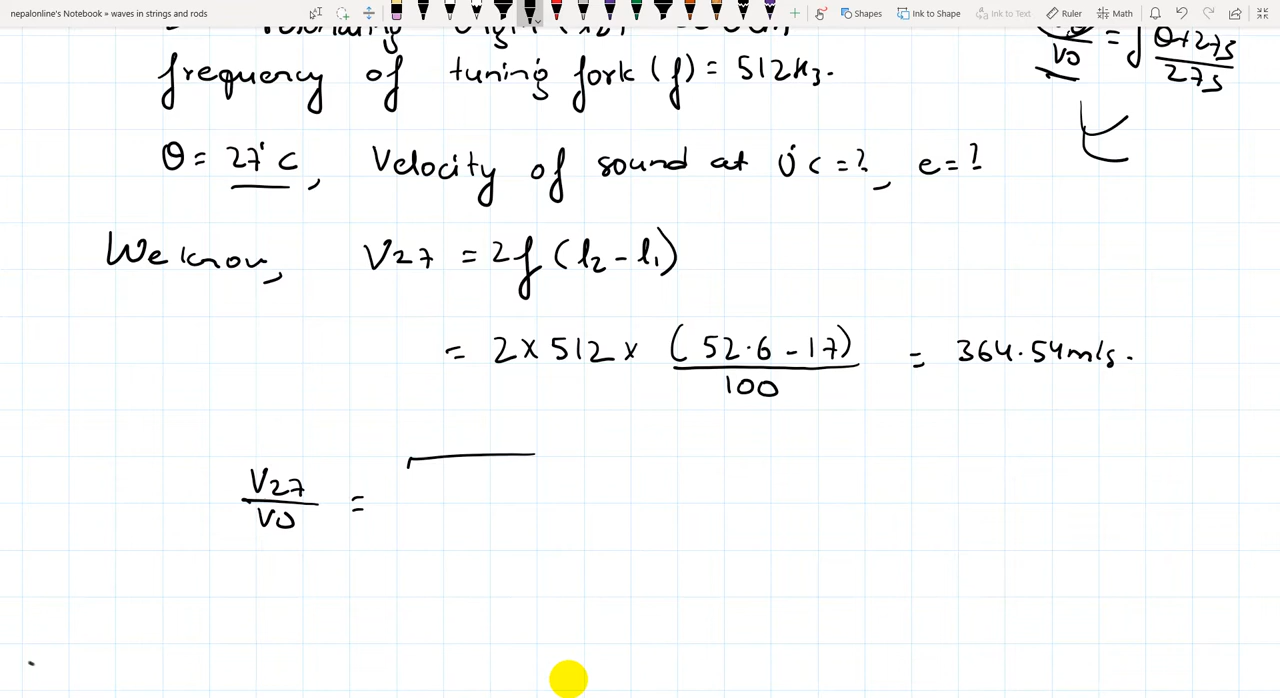 nepalonline's Notebook » waves in strings and rods
Shapes Ink to Shape Ink to Text Ruler Math
frequency of tuning fork (f) = 512Hz.
V0 = √ θ+273 / 273
θ = 27°c, Velocity of sound at 0°c = ?, e = ?
We know, V27 = 2f (l2 - l1)
= 2 × 512 × (52.6 - 17) / 100 = 364.54 m/s.
V27 / V0 =